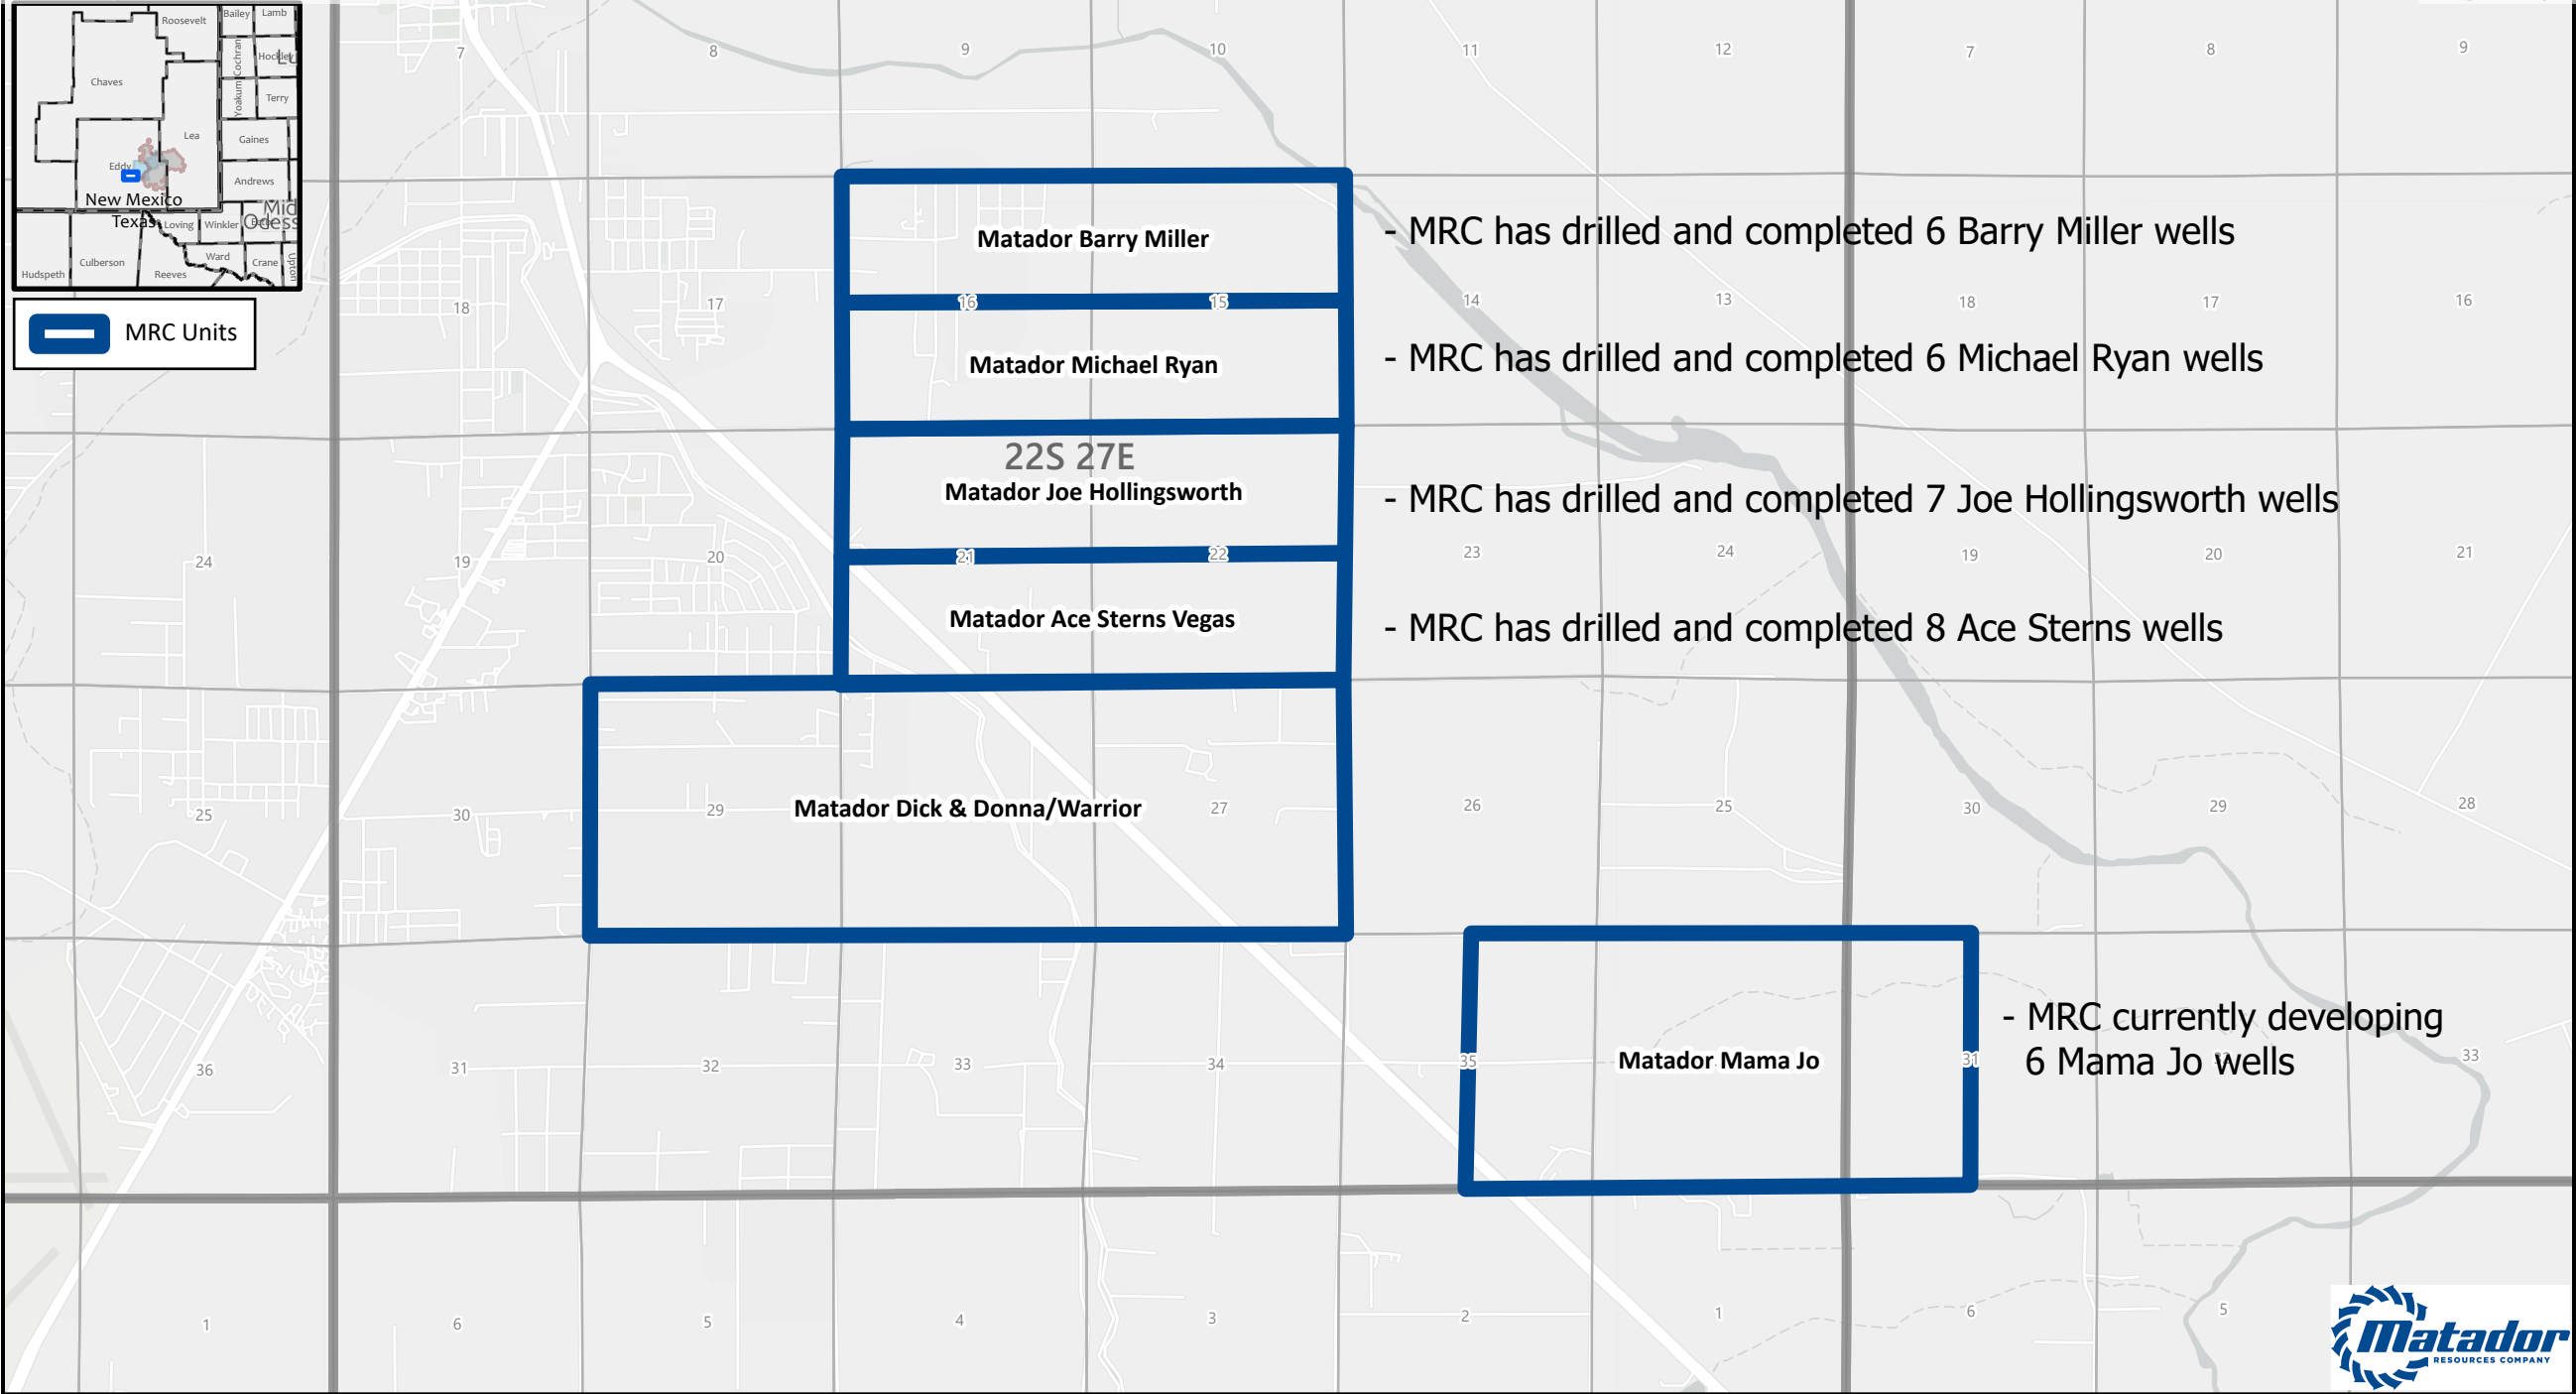 Roosevelt
Bailey
Lamb
Chaves
Cochran
Hockley
Lu
Yoakum
Terry
Lea
Gaines
Eddy
Andrews
New Mexico
Mid
Texas
Loving
Winkler
Odess
Hudspeth
Culberson
Reeves
Ward
Crane
Upton
MRC Units
7
8
9
10
11
12
7
8
9
Matador Barry Miller
- MRC has drilled and completed 6 Barry Miller wells
18
17
16
15
14
13
18
17
16
Matador Michael Ryan
- MRC has drilled and completed 6 Michael Ryan wells
22S 27E
Matador Joe Hollingsworth
- MRC has drilled and completed 7 Joe Hollingsworth wells
24
19
20
21
22
23
24
19
20
21
Matador Ace Sterns Vegas
- MRC has drilled and completed 8 Ace Sterns wells
25
30
29
Matador Dick & Donna/Warrior
27
26
25
30
29
28
- MRC currently developing
6 Mama Jo wells
36
31
32
33
34
35
Matador Mama Jo
31
33
1
6
5
4
3
2
1
6
5
Matador
RESOURCES COMPANY